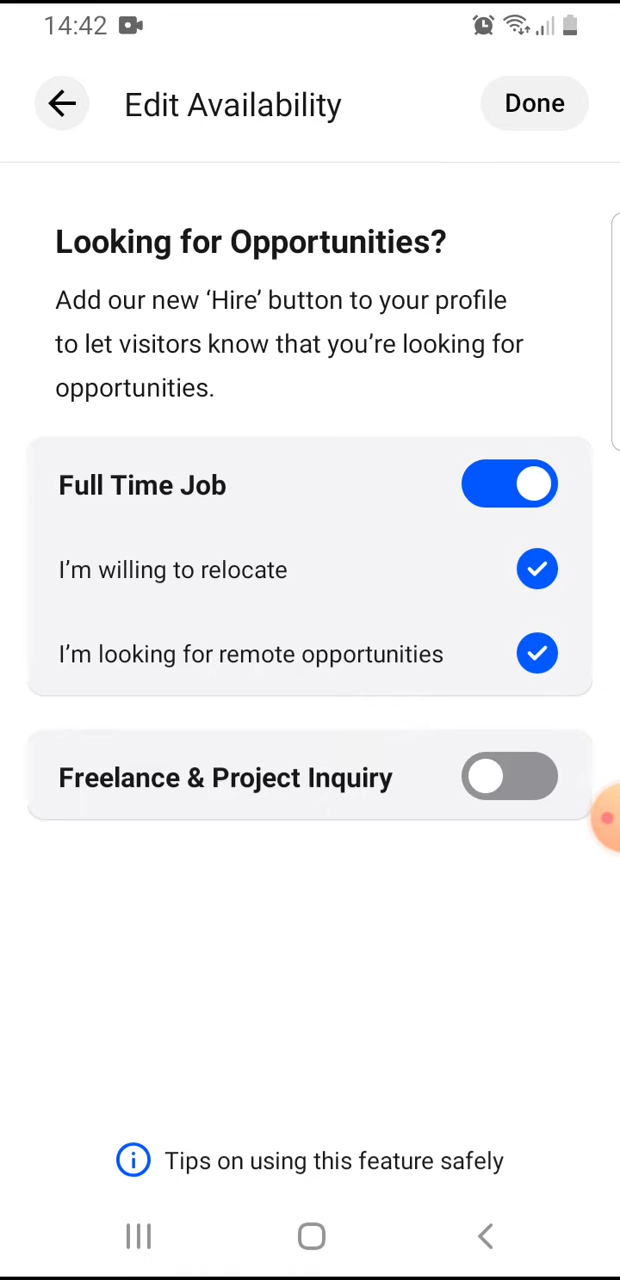 14:42
Edit Availability
Done
Looking for Opportunities?
Add our new ‘Hire’ button to your profile
to let visitors know that you’re looking for
opportunities.
Full Time Job
I’m willing to relocate
I’m looking for remote opportunities
Freelance & Project Inquiry
Tips on using this feature safely